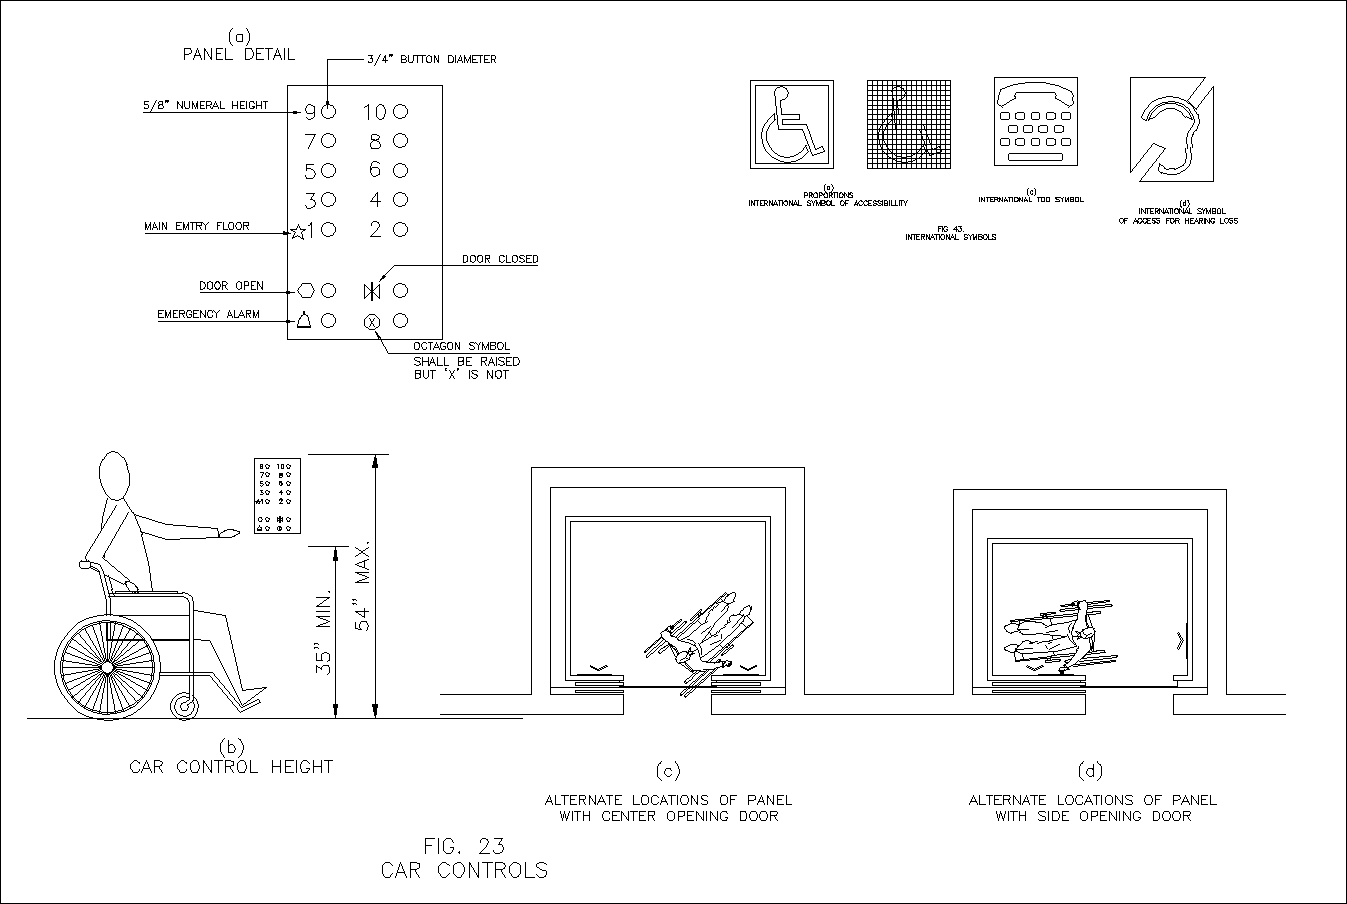 (a)
PANEL DETAIL
3/4" BUTTON DIAMETER
5/8" NUMERAL HEIGHT
9 10
7 8
5 6
3 4
MAIN EMTRY FLOOR
1 2
DOOR CLOSED
DOOR OPEN
EMERGENCY ALARM
X
OCTAGON SYMBOL
SHALL BE RAISED
BUT 'X' IS NOT
(a)
PROPORTIONS
INTERNATIONAL SYMBOL OF ACCESSIBILLITY
(c)
INTERNATIONAL TDD SYMBOL
(d)
INTERNATIONAL SYMBOL
OF ACCESS FOR HEARING LOSS
FIG 43.
INTERNATIONAL SYMBOLS
9 10
7 8
5 6
3 4
1 2
35" MIN.
54" MAX.
(b)
CAR CONTROL HEIGHT
(c)
ALTERNATE LOCATIONS OF PANEL
WITH CENTER OPENING DOOR
(d)
ALTERNATE LOCATIONS OF PANEL
WITH SIDE OPENING DOOR
FIG. 23
CAR CONTROLS